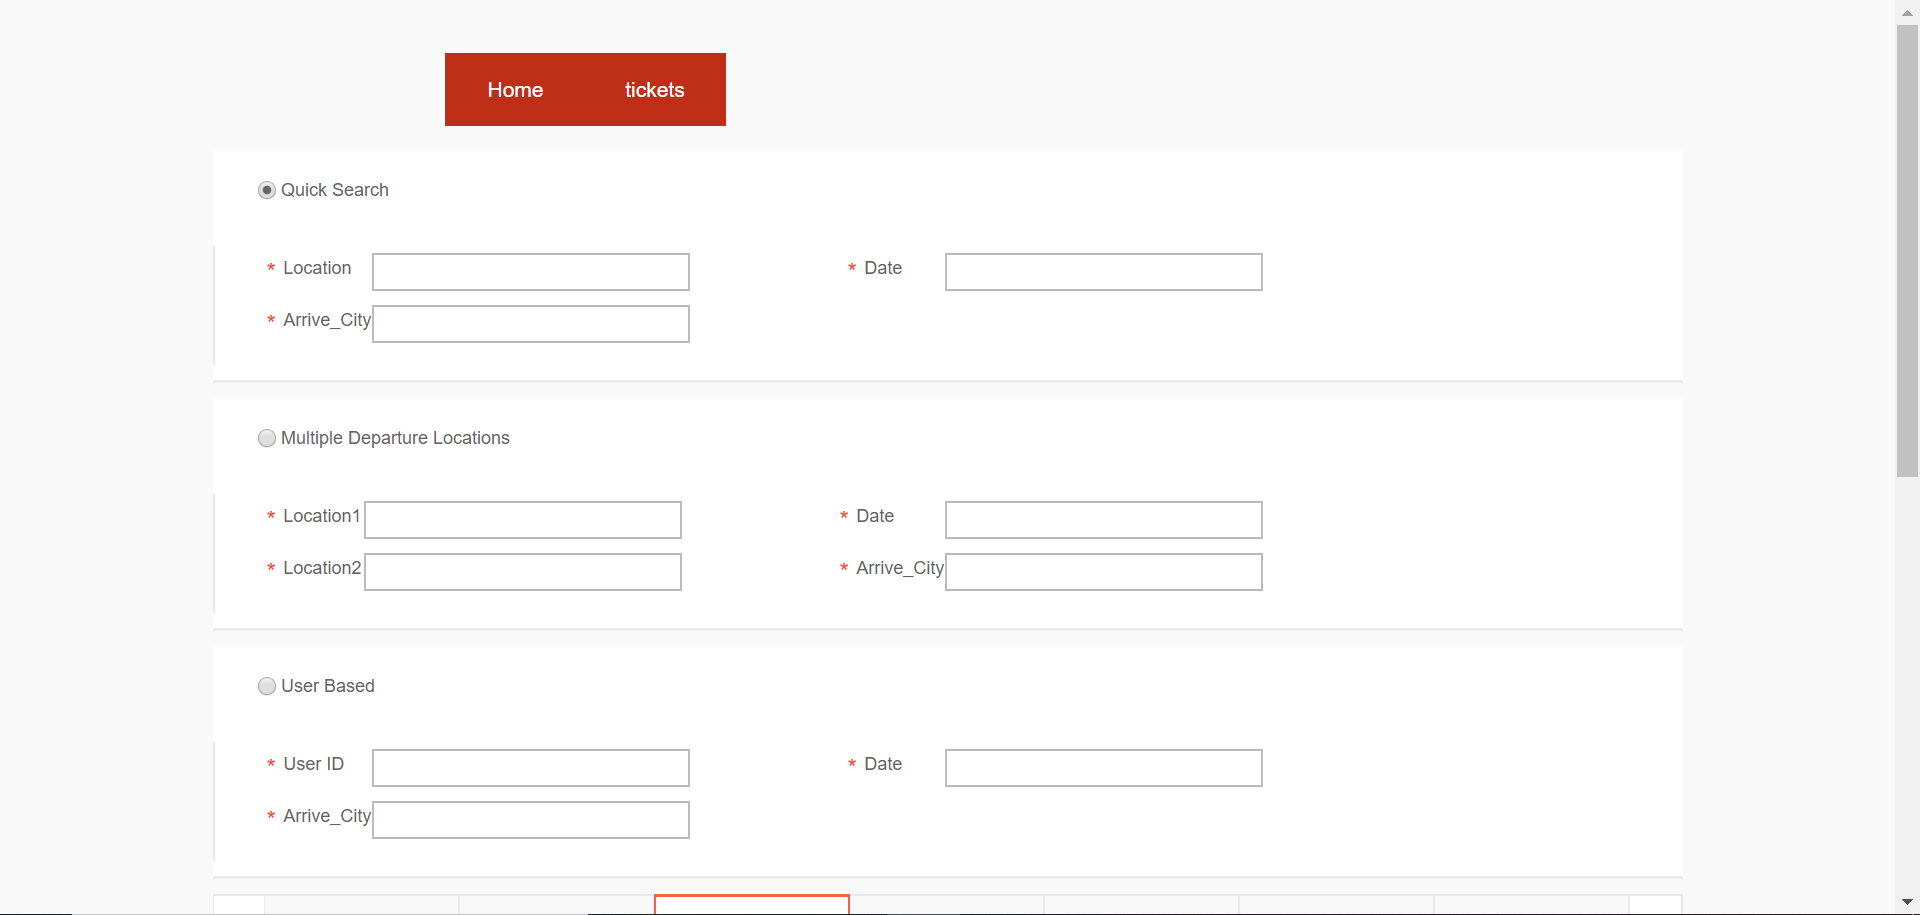 Home tickets
Quick Search
* Location * Date
* Arrive_City
Multiple Departure Locations
* Location1 * Date
* Location2 * Arrive_City
User Based
* User ID * Date
* Arrive_City